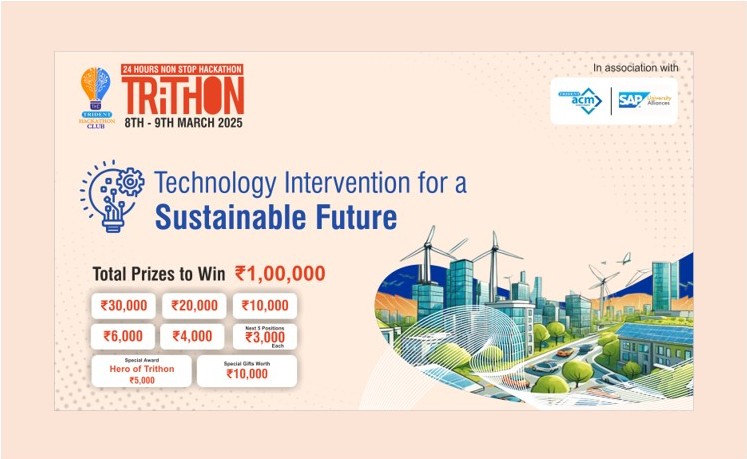 24 HOURS NON STOP HACKATHON
TRiTHON
8TH - 9TH MARCH 2025
TRIDENT
HACKATHON
CLUB
In association with
acm
SAP University
Alliances
Technology Intervention for a
Sustainable Future
Total Prizes to Win ₹1,00,000
₹30,000
₹20,000
₹10,000
₹6,000
₹4,000
Next 5 Positions
₹3,000
Each
Special Award
Hero of Trithon
₹5,000
Special Gifts Worth
₹10,000